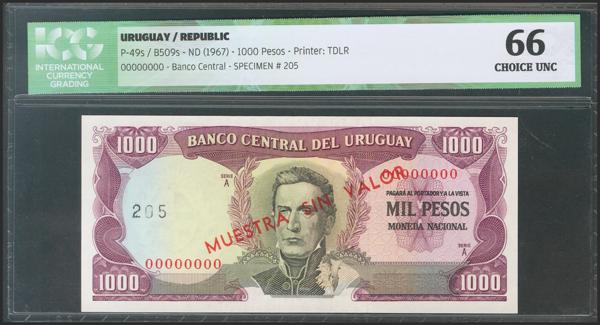 ICG
INTERNATIONAL
CURRENCY
GRADING
URUGUAY / REPUBLIC
P-49s / B509s - ND (1967) - 1000 Pesos - Printer: TDLR
00000000 - Banco Central - SPECIMEN # 205
66
CHOICE UNC
1000
BANCO CENTRAL DEL URUGUAY
1000
SERIE
A
00000000
PAGARÁ AL PORTADOR Y A LA VISTA
205
MUESTRA SIN VALOR
MIL PESOS
MONEDA NACIONAL
SERIE
A
00000000
1000
1000